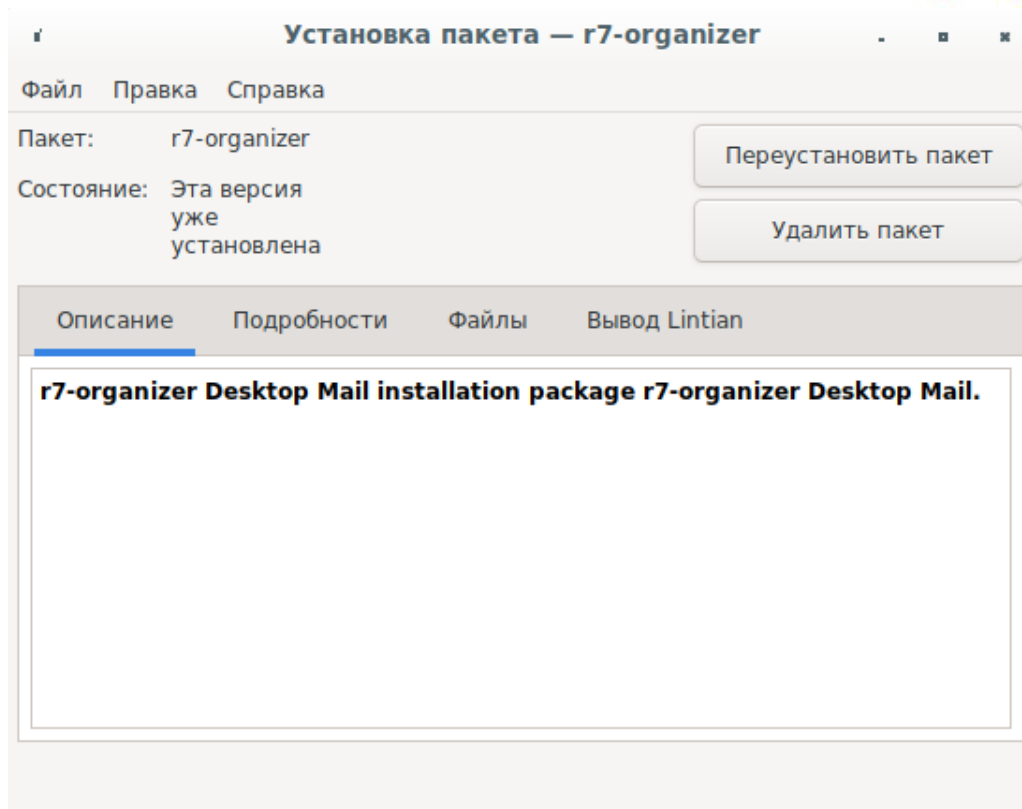 Установка пакета — r7-organizer
Файл Правка Справка
Пакет: r7-organizer
Переустановить пакет
Состояние: Эта версия
уже
установлена
Удалить пакет
Описание Подробности Файлы Вывод Lintian
r7-organizer Desktop Mail installation package r7-organizer Desktop Mail.